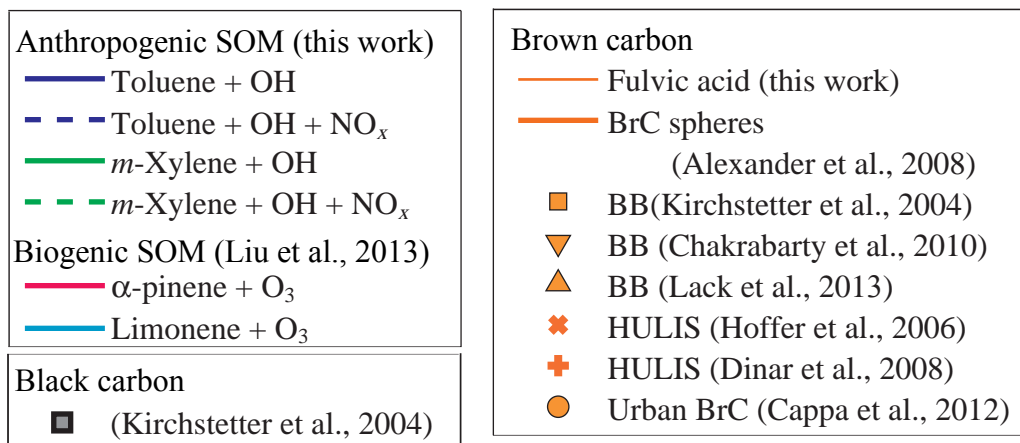 Anthropogenic SOM (this work)
Toluene + OH
Toluene + OH + NOx
m-Xylene + OH
m-Xylene + OH + NOx
Biogenic SOM (Liu et al., 2013)
α-pinene + O3
Limonene + O3
Black carbon
(Kirchstetter et al., 2004)
Brown carbon
Fulvic acid (this work)
BrC spheres
(Alexander et al., 2008)
BB(Kirchstetter et al., 2004)
BB (Chakrabarty et al., 2010)
BB (Lack et al., 2013)
HULIS (Hoffer et al., 2006)
HULIS (Dinar et al., 2008)
Urban BrC (Cappa et al., 2012)